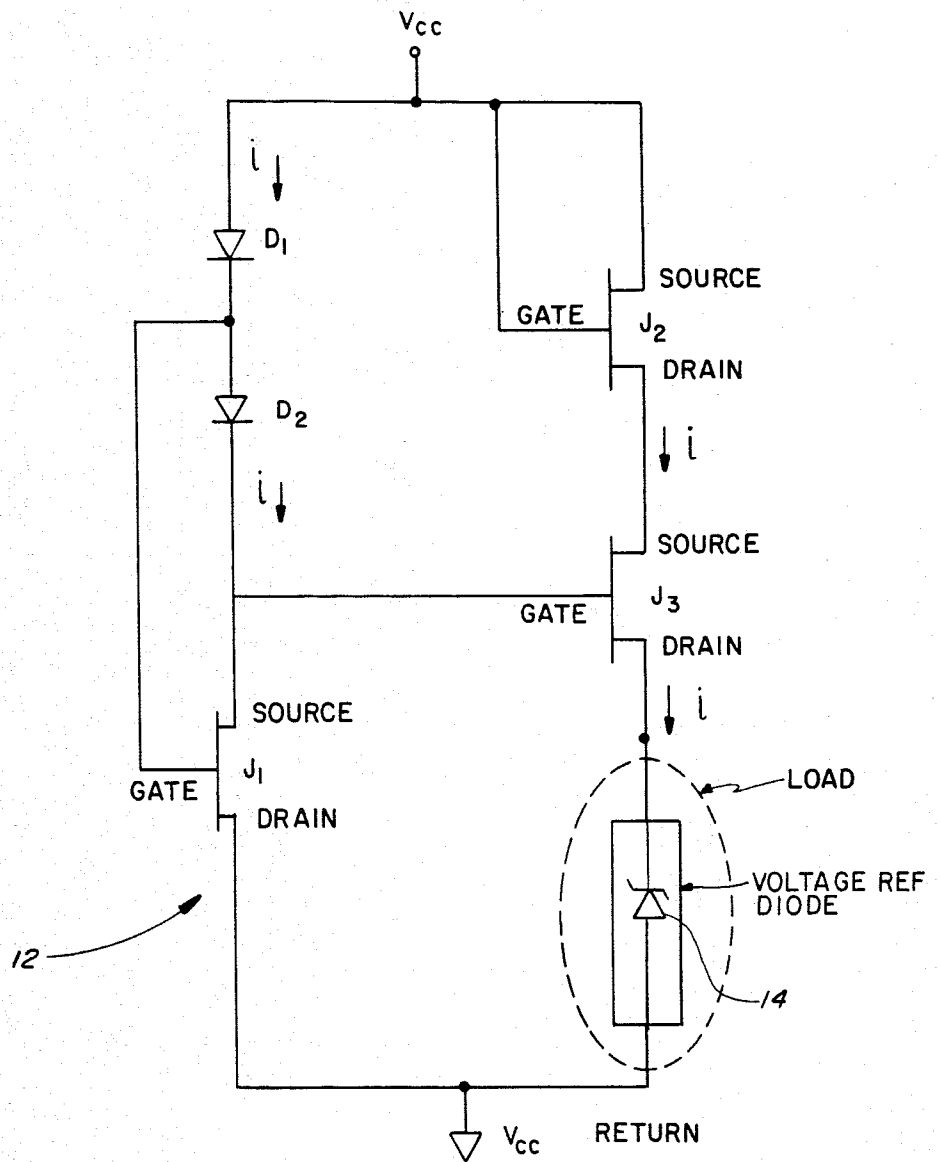 Vcc
i
D1
SOURCE
GATE
J2
DRAIN
D2
i
i
SOURCE
GATE
J3
DRAIN
SOURCE
i
J1
GATE
DRAIN
LOAD
VOLTAGE REF
DIODE
12
14
Vcc
RETURN